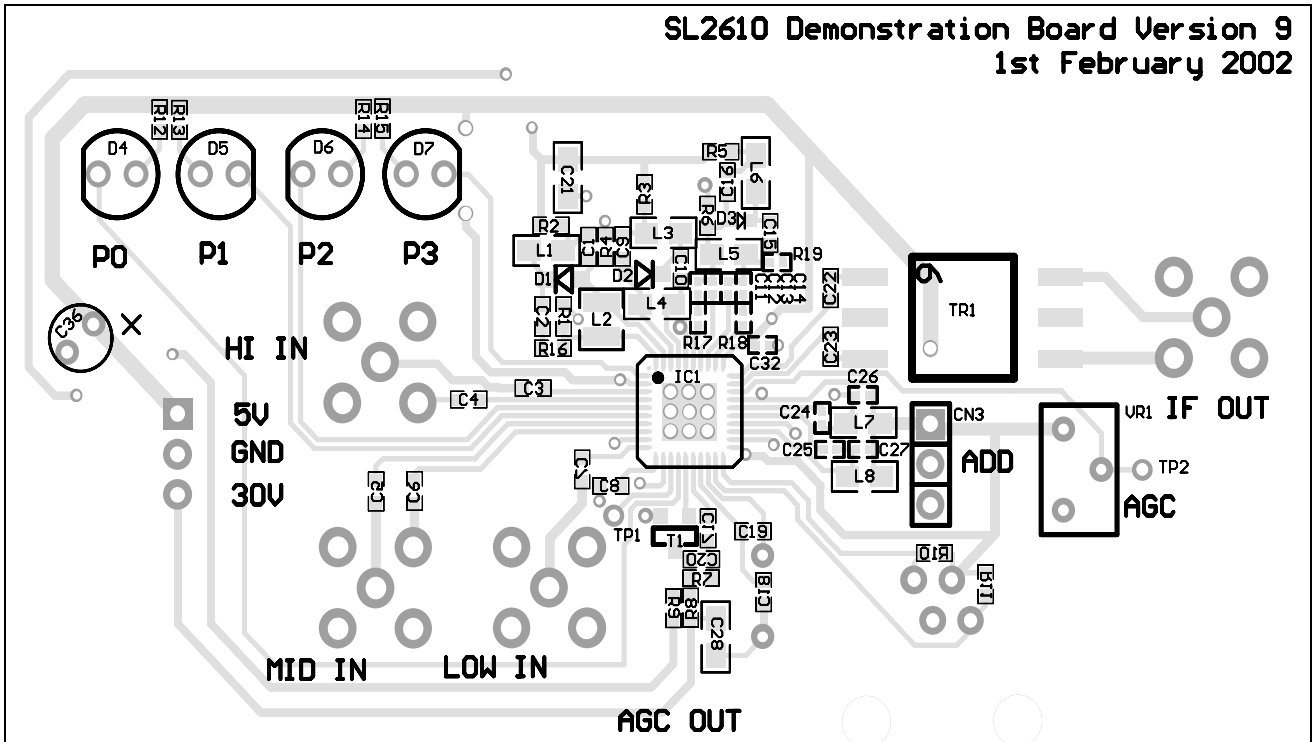 SL2610 Demonstration Board Version 9
1st February 2002
R12 R13 R14 R15
D4 D5 D6 D7
P0 P1 P2 P3
C21 R5 C16 L6
R3
R6 D3 C15
R2 C1 R4 C9 L3
L1 L5 R19
D1 D2 C10
C11 C12 C13 C14
C22
9
TR1
C2 R1 L2 L4
C36
R16 R17 R18 C23
C32
HI IN
IC1
C4 C3
C26
5V
C24 L7 CN3 VR1 IF OUT
GND
C25 C27
ADD
TP2
30V
L8
AGC
C5 C6 C7 C8
TP1 T1 C17 C19
C20
R10
R7
R11
C18
R9 R8
C28
MID IN LOW IN
AGC OUT